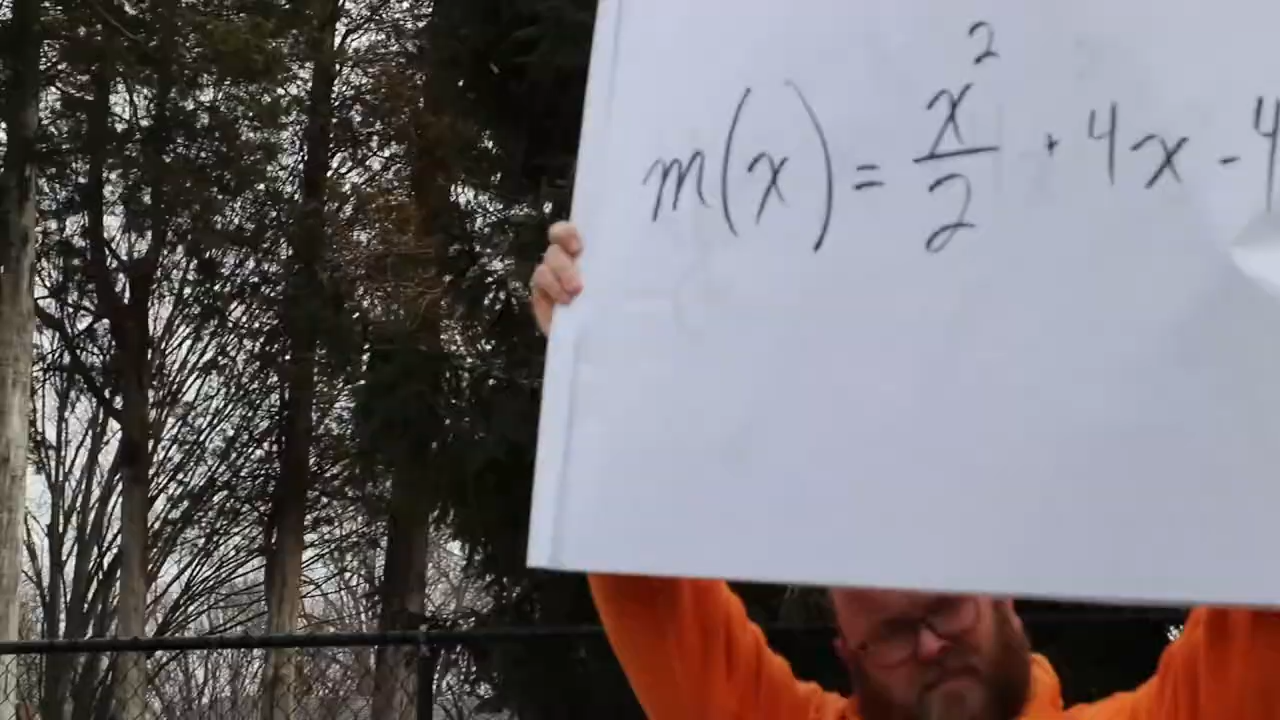 m(x) = x²/2 + 4x - 4